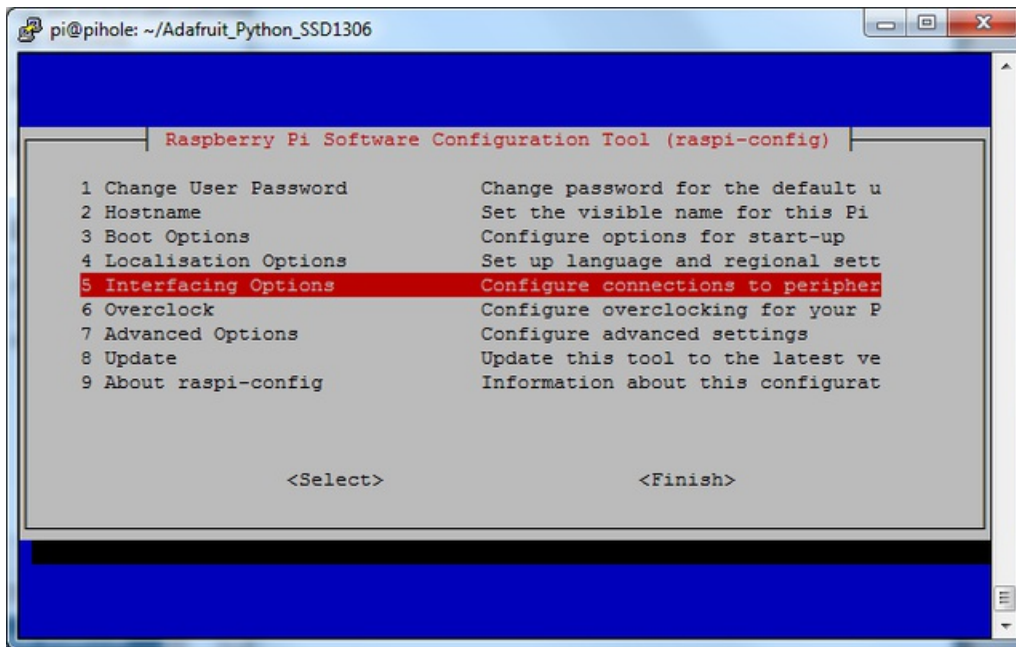 pi@pihole: ~/Adafruit_Python_SSD1306
Raspberry Pi Software Configuration Tool (raspi-config)
1 Change User Password Change password for the default u
2 Hostname Set the visible name for this Pi
3 Boot Options Configure options for start-up
4 Localisation Options Set up language and regional sett
5 Interfacing Options Configure connections to peripher
6 Overclock Configure overclocking for your P
7 Advanced Options Configure advanced settings
8 Update Update this tool to the latest ve
9 About raspi-config Information about this configurat
<Select> <Finish>